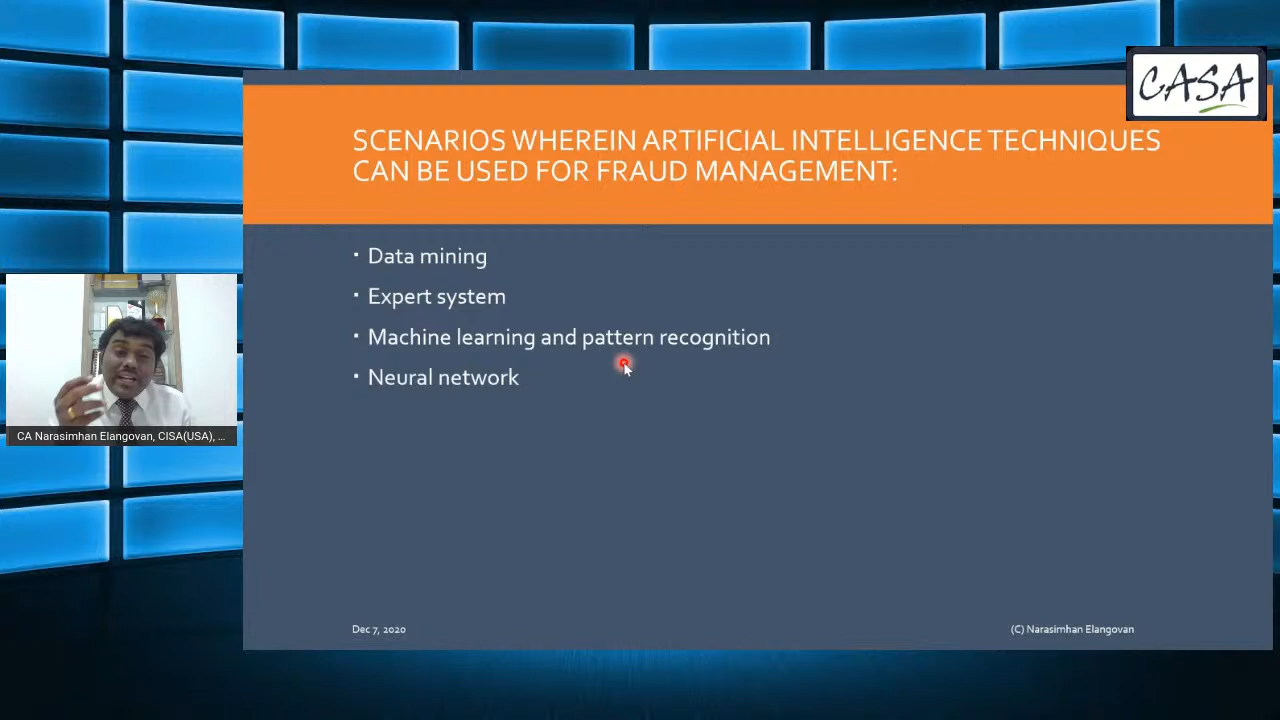 CASA
SCENARIOS WHEREIN ARTIFICIAL INTELLIGENCE TECHNIQUES
CAN BE USED FOR FRAUD MANAGEMENT:
▪ Data mining
▪ Expert system
▪ Machine learning and pattern recognition
▪ Neural network
CA Narasimhan Elangovan, CISA(USA), ...
Dec 7, 2020
(C) Narasimhan Elangovan